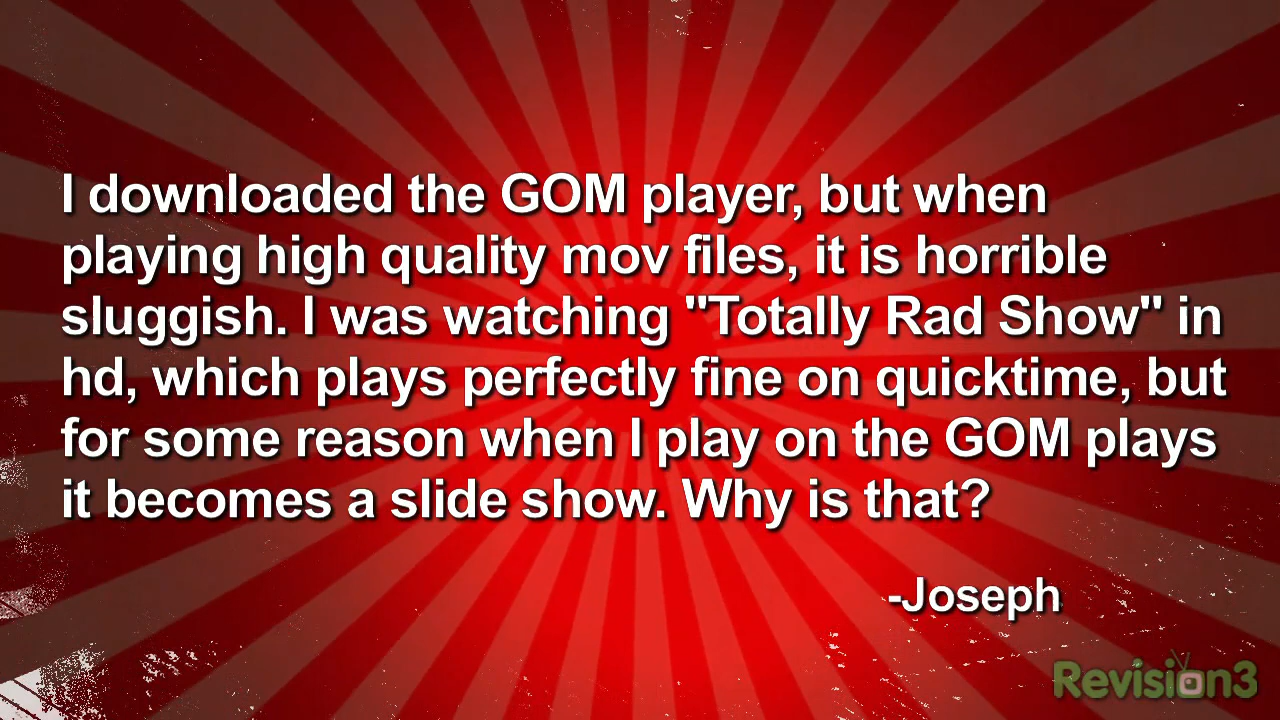 I downloaded the GOM player, but when
playing high quality mov files, it is horrible
sluggish. I was watching "Totally Rad Show" in
hd, which plays perfectly fine on quicktime, but
for some reason when I play on the GOM plays
it becomes a slide show. Why is that?
-Joseph
Revision3